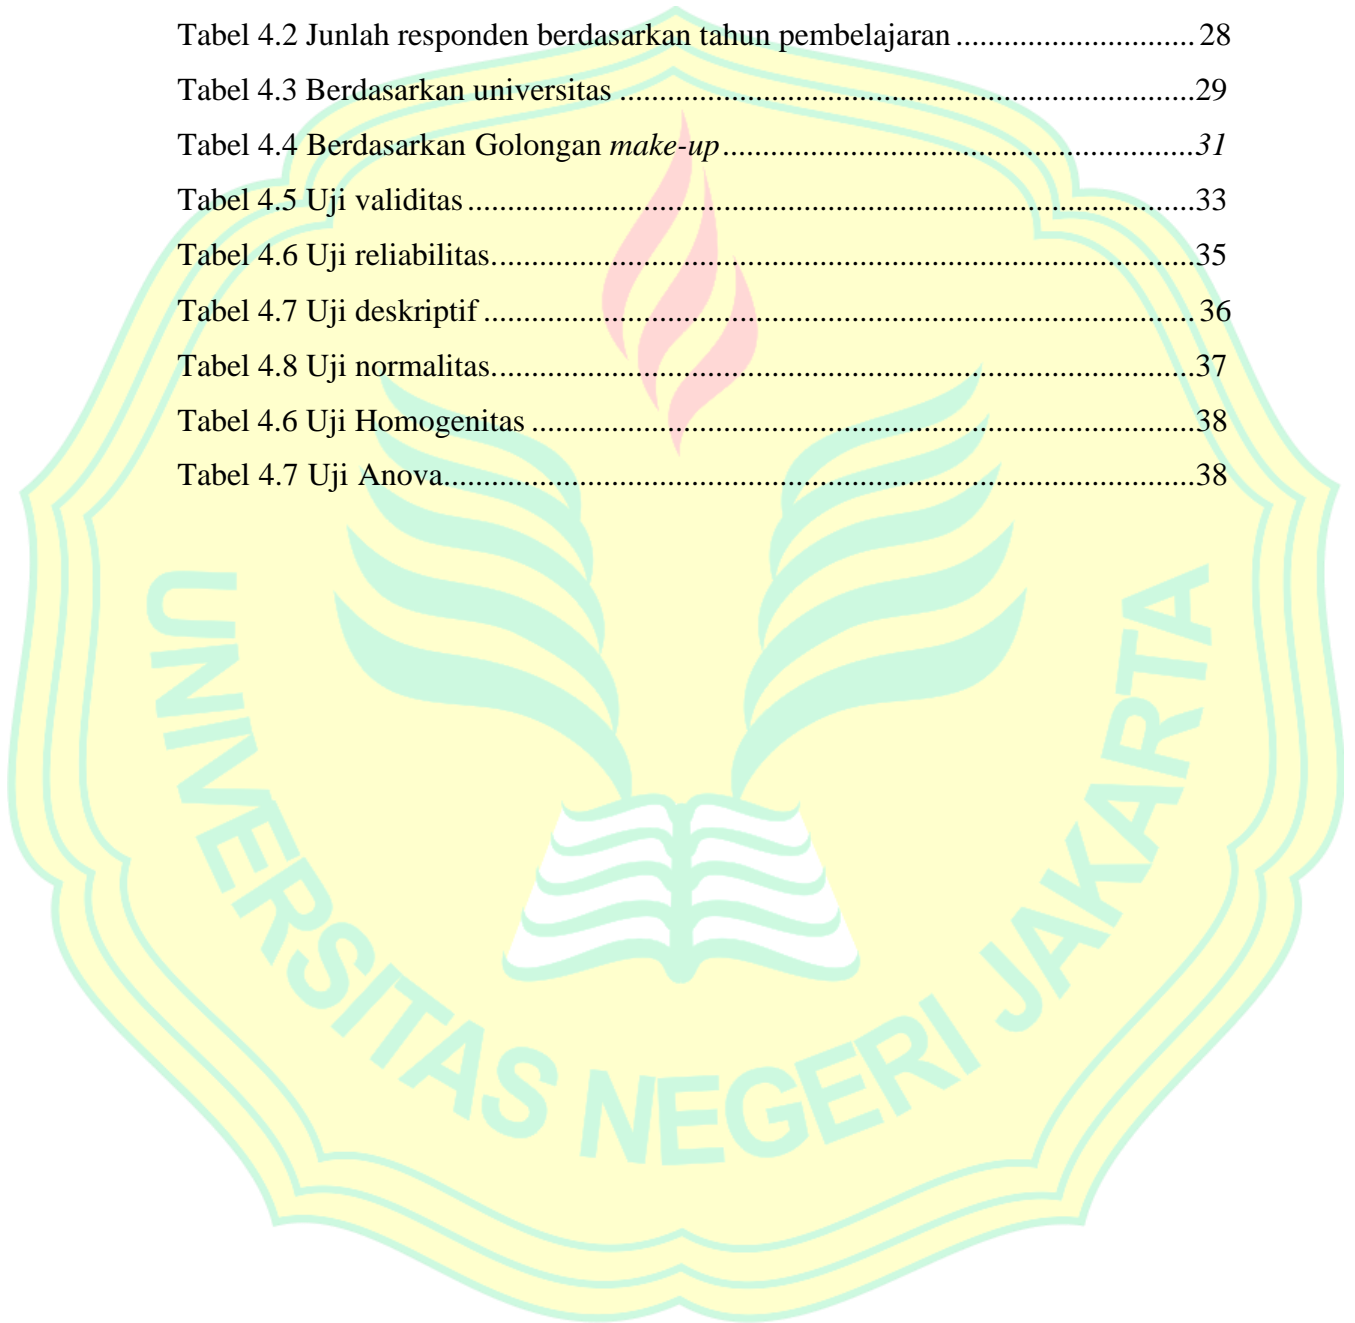 Tabel 4.2 Junlah responden berdasarkan tahun pembelajaran ............................. 28
Tabel 4.3 Berdasarkan universitas ......................................................................29
Tabel 4.4 Berdasarkan Golongan make-up.........................................................31
Tabel 4.5 Uji validitas ........................................................................................33
Tabel 4.6 Uji reliabilitas.....................................................................................35
Tabel 4.7 Uji deskriptif ...................................................................................... 36
Tabel 4.8 Uji normalitas.....................................................................................37
Tabel 4.6 Uji Homogenitas ................................................................................38
Tabel 4.7 Uji Anova...........................................................................................38
UNIVERSITAS NEGERI JAKARTA